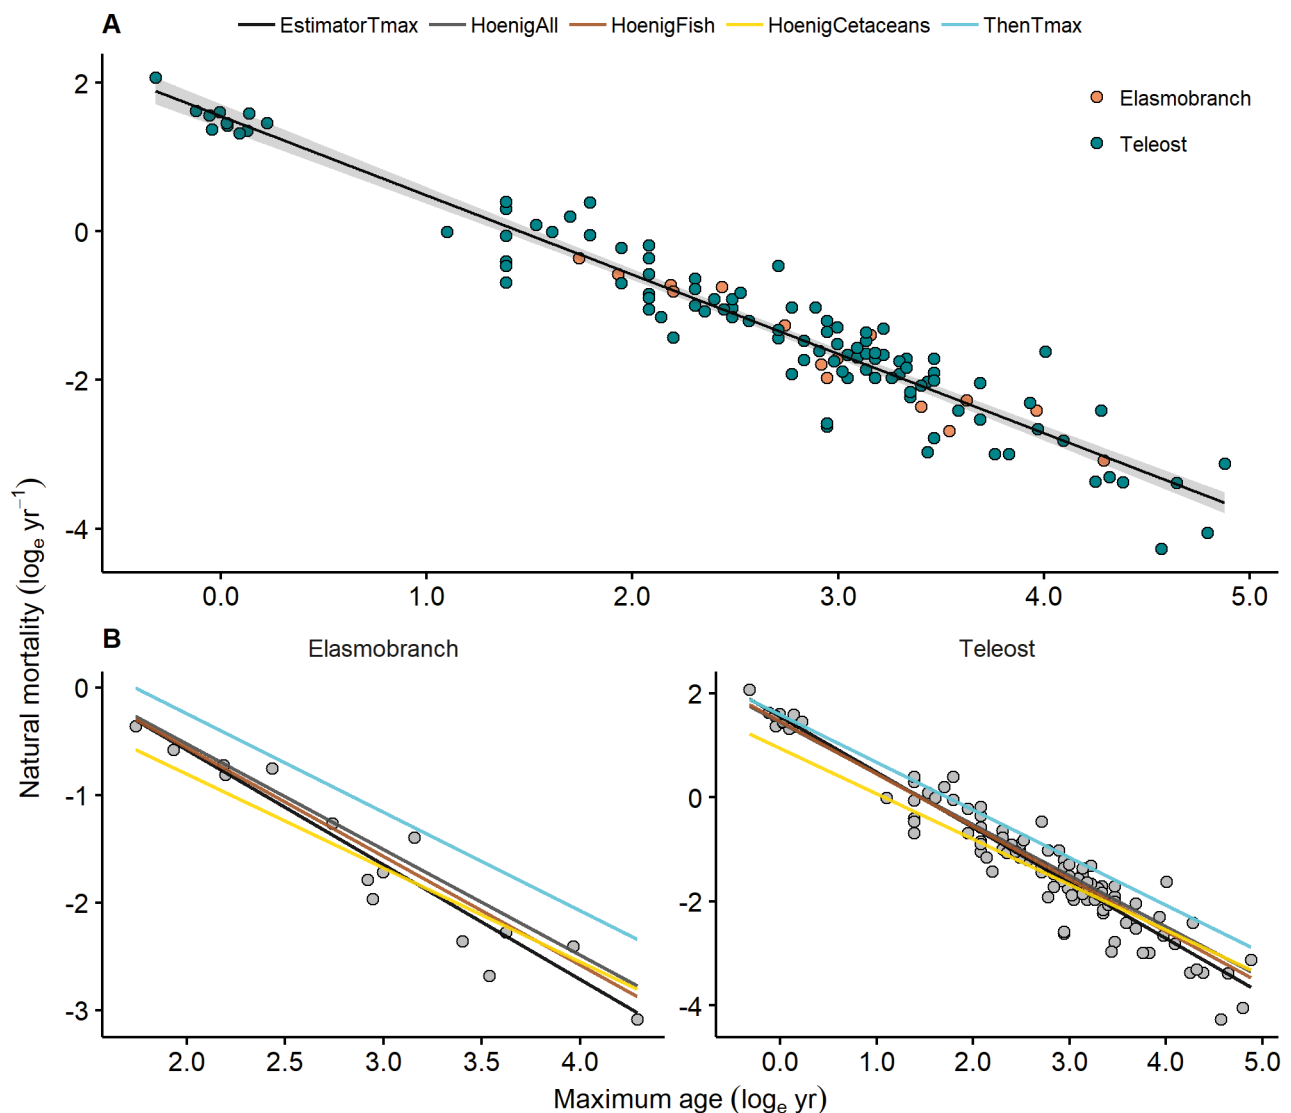 A
EstimatorTmax HoenigAll HoenigFish HoenigCetaceans ThenTmax
Elasmobranch
Teleost
2
0
-2
-4
0.0 1.0 2.0 3.0 4.0 5.0
Natural mortality (logₑ yr⁻¹)
B
Elasmobranch
Teleost
0
-1
-2
-3
2.0 2.5 3.0 3.5 4.0
2
0
-2
-4
0.0 1.0 2.0 3.0 4.0 5.0
Maximum age (logₑ yr)